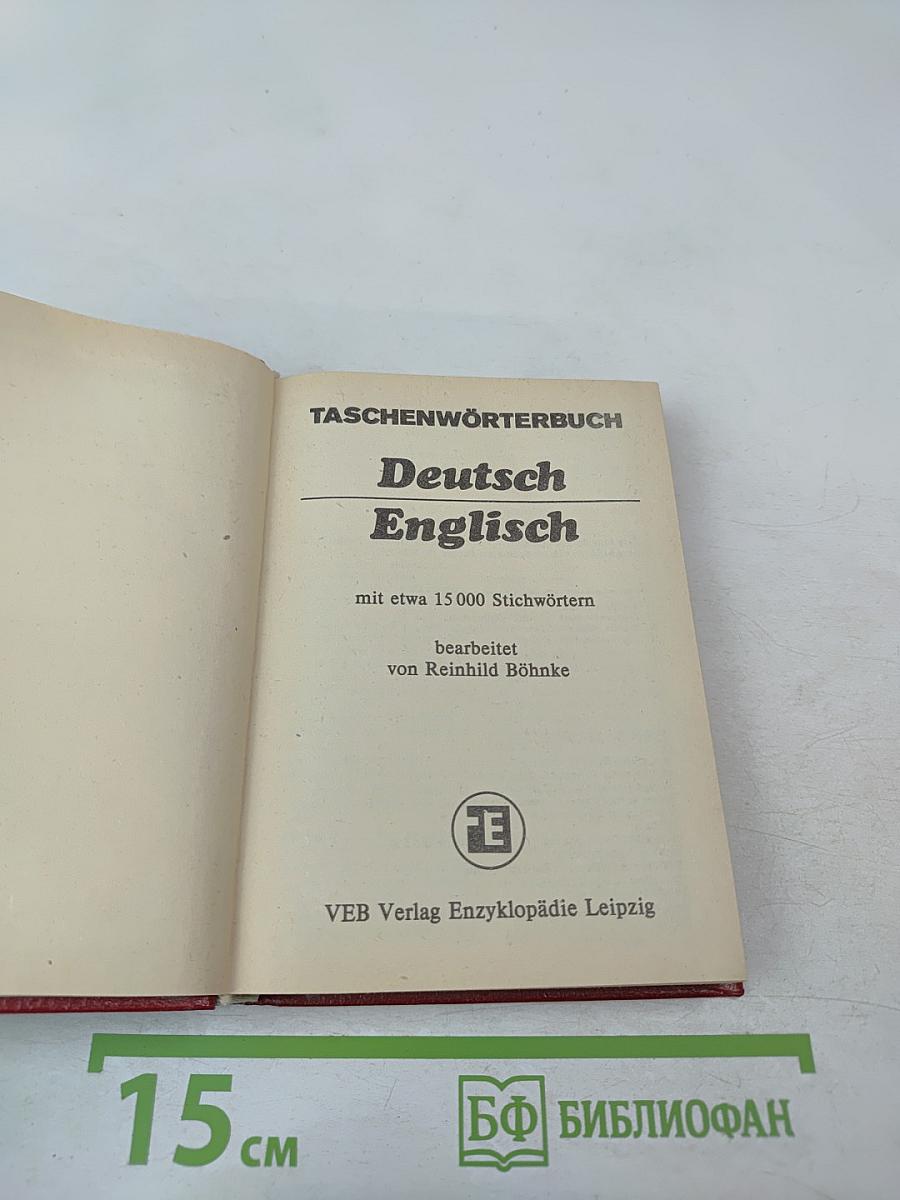 TASCHENWÖRTERBUCH
Deutsch
Englisch
mit etwa 15 000 Stichwörtern
bearbeitet
von Reinhild Böhnke
E
VEB Verlag Enzyklopädie Leipzig
15 см
БФ БИБЛИОФАН